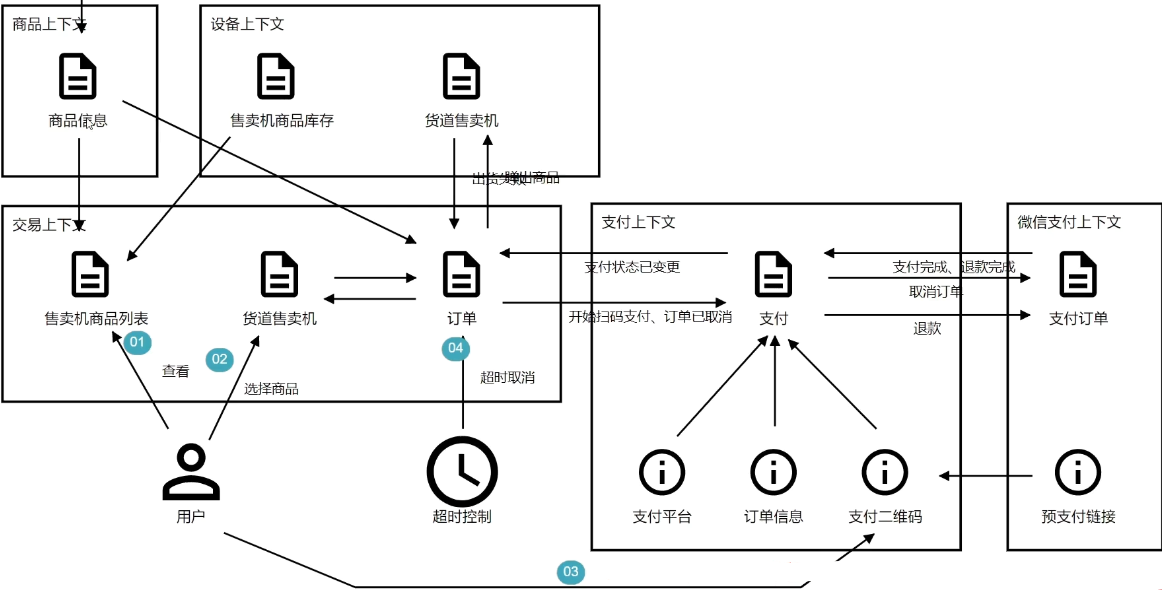 商品上下文
设备上下文
商品信息
售卖机商品库存
货道售卖机
弹出商品
交易上下文
支付上下文
微信支付上下文
支付状态已变更
支付完成、退款完成
取消订单
售卖机商品列表
货道售卖机
订单
开始扫码支付、订单已取消
支付
退款
支付订单
01
02
04
查看
选择商品
超时取消
用户
超时控制
支付平台
订单信息
支付二维码
预支付链接
03